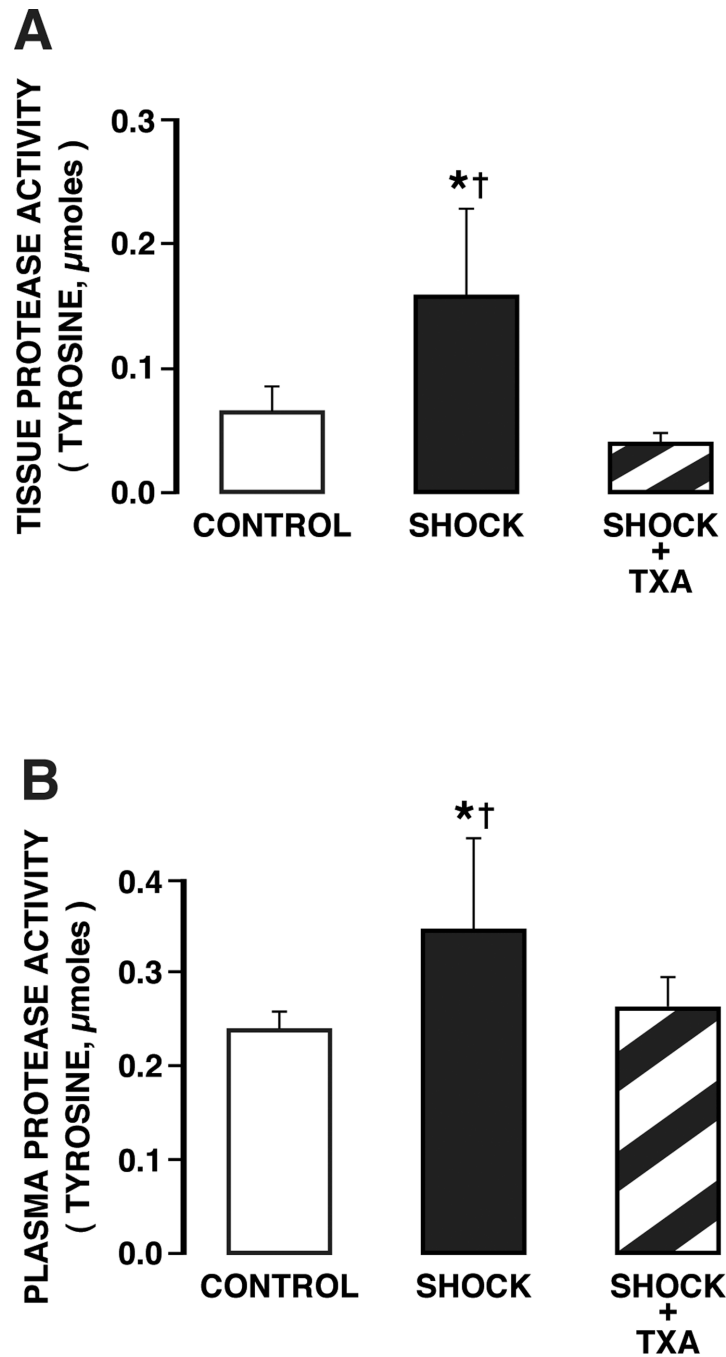 A
TISSUE PROTEASE ACTIVITY
( TYROSINE, µmoles )
0.3
0.2
0.1
0.0
*†
CONTROL
SHOCK
SHOCK
+
TXA
B
PLASMA PROTEASE ACTIVITY
( TYROSINE, µmoles )
0.4
0.3
0.2
0.1
0.0
*†
CONTROL
SHOCK
SHOCK
+
TXA